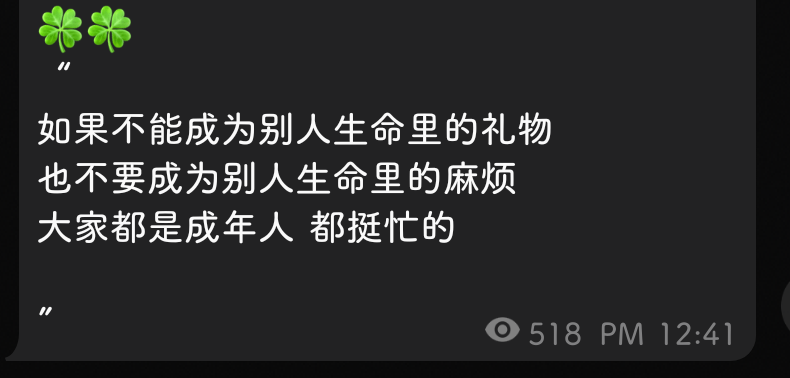 🍀🍀
“
如果不能成为别人生命里的礼物
也不要成为别人生命里的麻烦
大家都是成年人 都挺忙的
”
518 PM 12:41